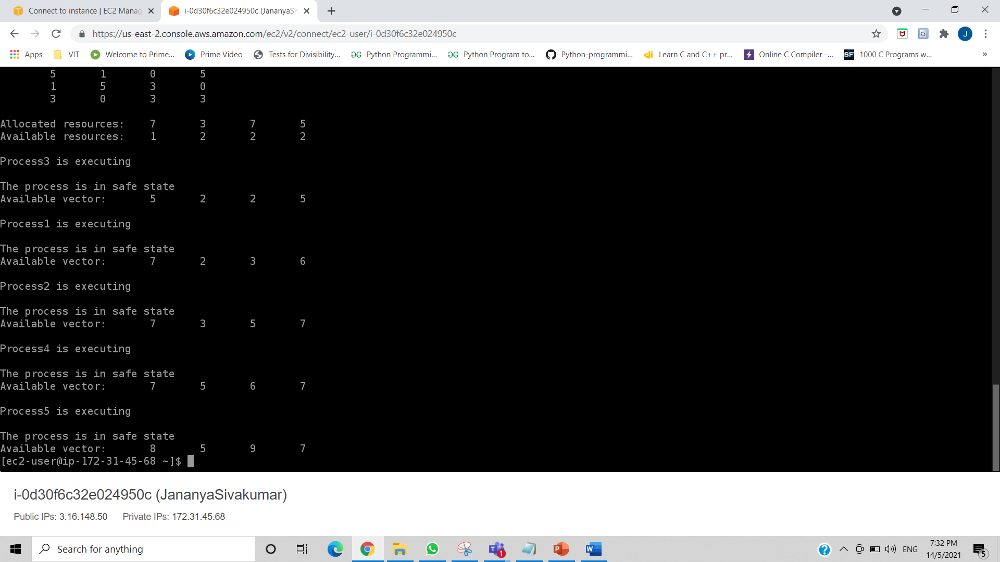 Connect to instance | EC2 Manag
i-0d30f6c32e024950c (JananyaSi
https://us-east-2.console.aws.amazon.com/ec2/v2/connect/ec2-user/i-0d30f6c32e024950c
J
Apps VIT Welcome to Prime... Prime Video Tests for Divisibility... Python Programmi... Python Program to... Python-programmi... Learn C and C++ pr... Online C Compiler -... SF 1000 C Programs w... »
5 1 0 5
1 5 3 0
3 0 3 3
Allocated resources: 7 3 7 5
Available resources: 1 2 2 2
Process3 is executing
The process is in safe state
Available vector: 5 2 2 5
Process1 is executing
The process is in safe state
Available vector: 7 2 3 6
Process2 is executing
The process is in safe state
Available vector: 7 3 5 7
Process4 is executing
The process is in safe state
Available vector: 7 5 6 7
Process5 is executing
The process is in safe state
Available vector: 8 5 9 7
[ec2-user@ip-172-31-45-68 ~]$
i-0d30f6c32e024950c (JananyaSivakumar)
Public IPs: 3.16.148.50 Private IPs: 172.31.45.68
Search for anything
T 1
P
W
?
ENG
7:32 PM
14/5/2021
5